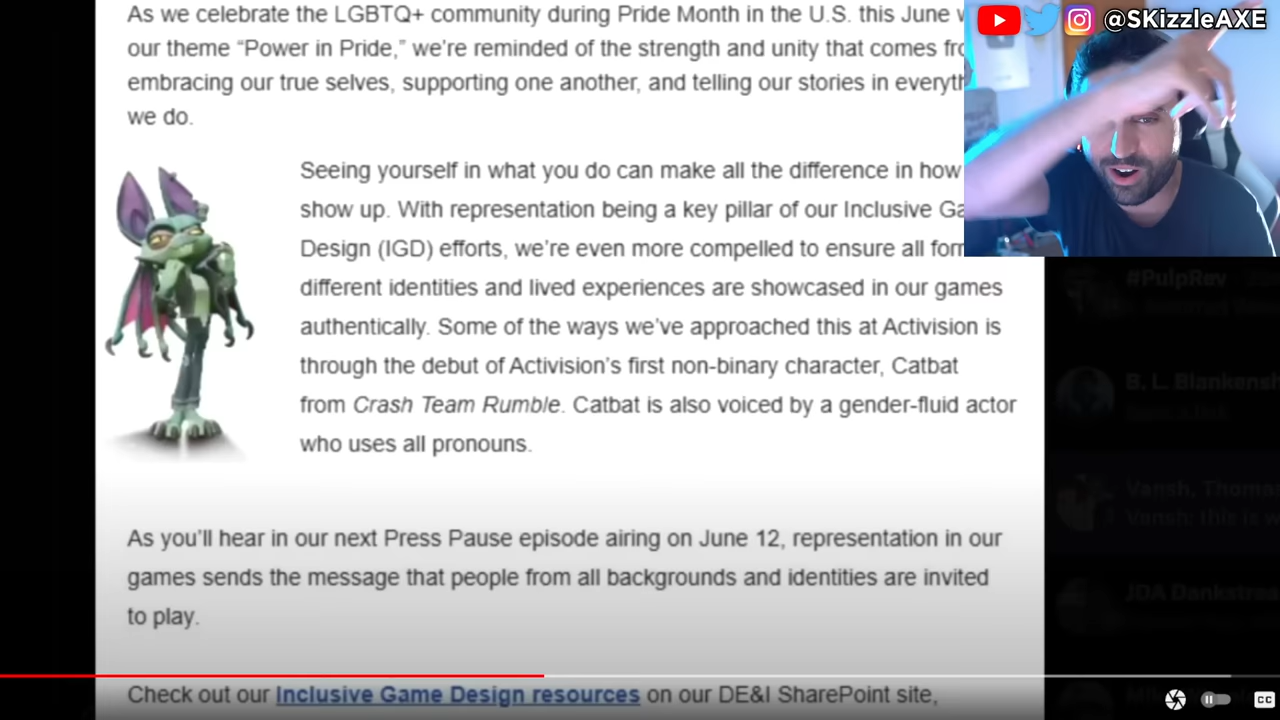 @SKizzleAXE
As we celebrate the LGBTQ+ community during Pride Month in the U.S. this June
our theme “Power in Pride,” we’re reminded of the strength and unity that comes
embracing our true selves, supporting one another, and telling our stories in
we do.
Seeing yourself in what you do can make all the difference in how
show up. With representation being a key pillar of our Inclusive
Design (IGD) efforts, we’re even more compelled to ensure all
different identities and lived experiences are showcased in our games
authentically. Some of the ways we’ve approached this at Activision is
through the debut of Activision’s first non-binary character, Catbat
from Crash Team Rumble. Catbat is also voiced by a gender-fluid actor
who uses all pronouns.
As you’ll hear in our next Press Pause episode airing on June 12, representation in our
games sends the message that people from all backgrounds and identities are invited
to play.
Check out our Inclusive Game Design resources on our DE&I SharePoint site,
#PulpRev
B. L.
Vansh,
Vansh: this is
JDA
CC